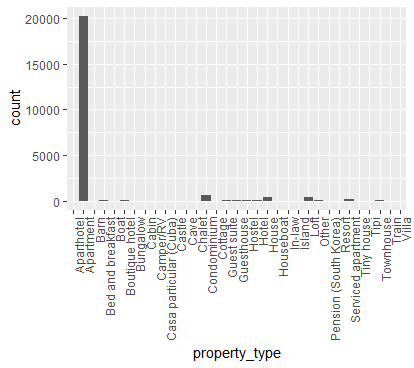 20000
15000
10000
5000
0
count
Aparthotel
Apartment
Barn
Bed and breakfast
Boat
Boutique hotel
Bungalow
Cabin
Camper/RV
Casa particular (Cuba)
Castle
Cave
Chalet
Condominium
Cottage
Guest suite
Guesthouse
Hostel
Hotel
House
Houseboat
In-law
Island
Loft
Other
Pension (South Korea)
Resort
Serviced apartment
Tiny house
Tipi
Townhouse
Train
Villa
property_type